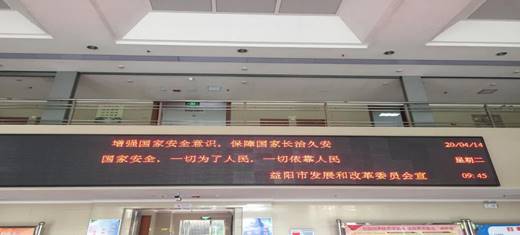 增强国家安全意识，保障国家长治久安 20/04/14
国家安全，一切为了人民，一切依靠人民 星期二
益阳市发展和改革委员会宣 09:45